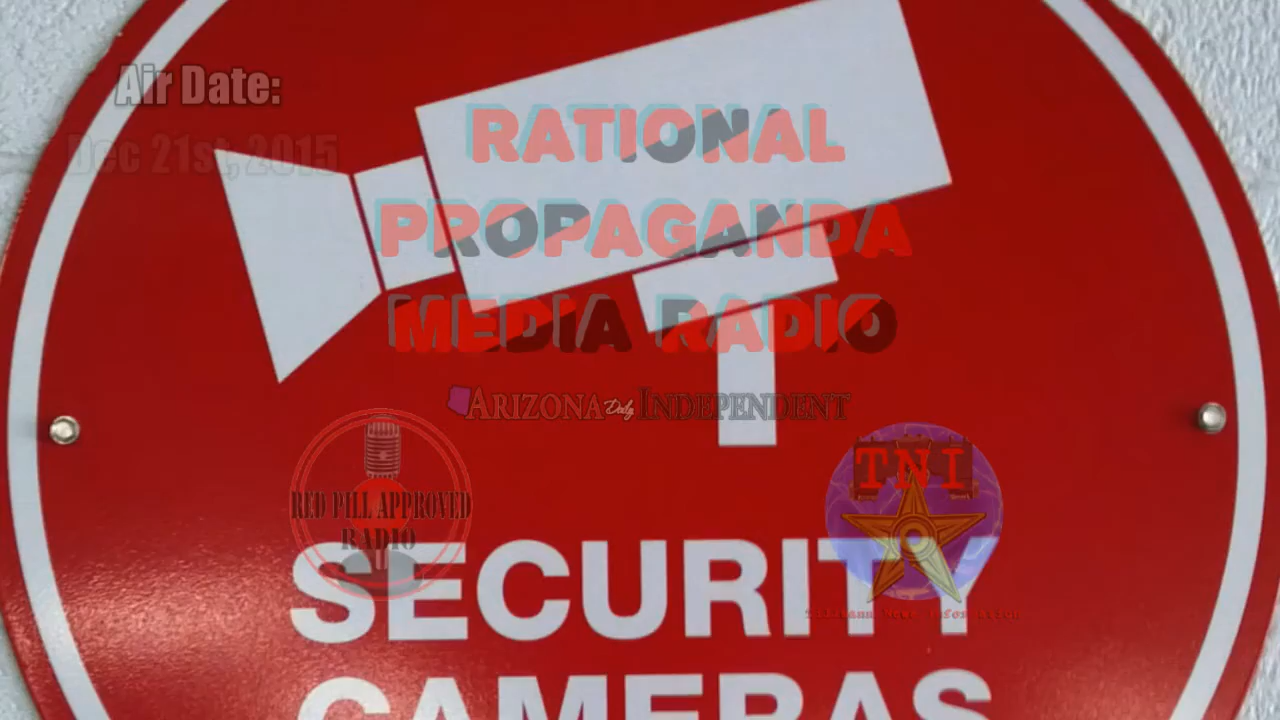 Air Date:
Dec 21st, 2015
RATIONAL
PROPAGANDA
MEDIA RADIO
ARIZONA Daily INDEPENDENT
RED PILL APPROVED
RADIO
TNI
SECURITY
CAMERAS